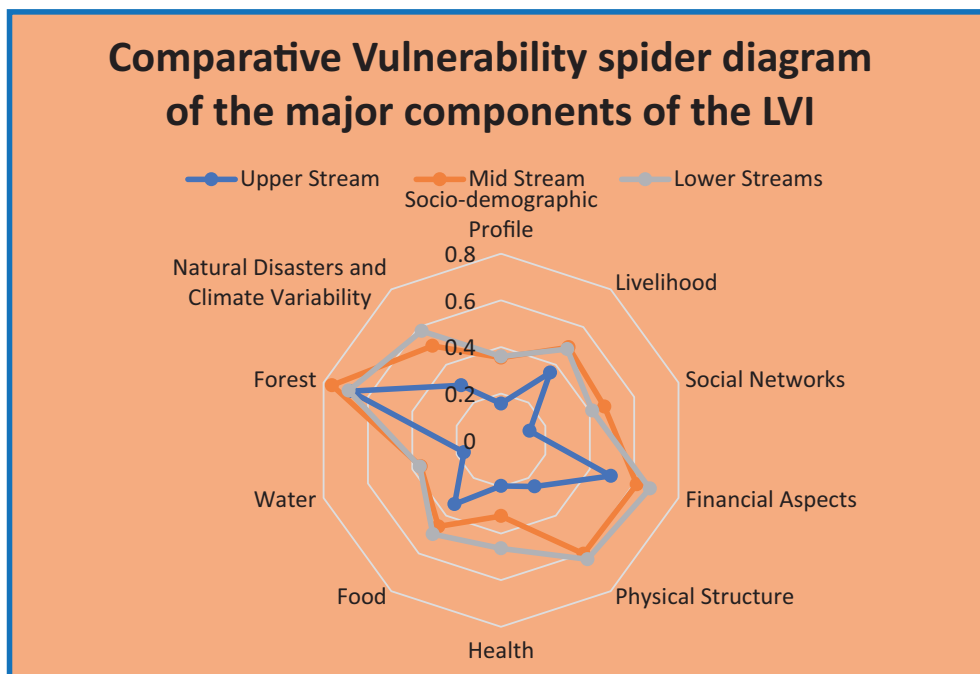 Comparative Vulnerability spider diagram
of the major components of the LVI
Upper Stream
Mid Stream
Lower Streams
Socio-demographic
Profile
Natural Disasters and
Climate Variability
Livelihood
0.8
0.6
0.4
0.2
0
Forest
Social Networks
Water
Financial Aspects
Food
Physical Structure
Health